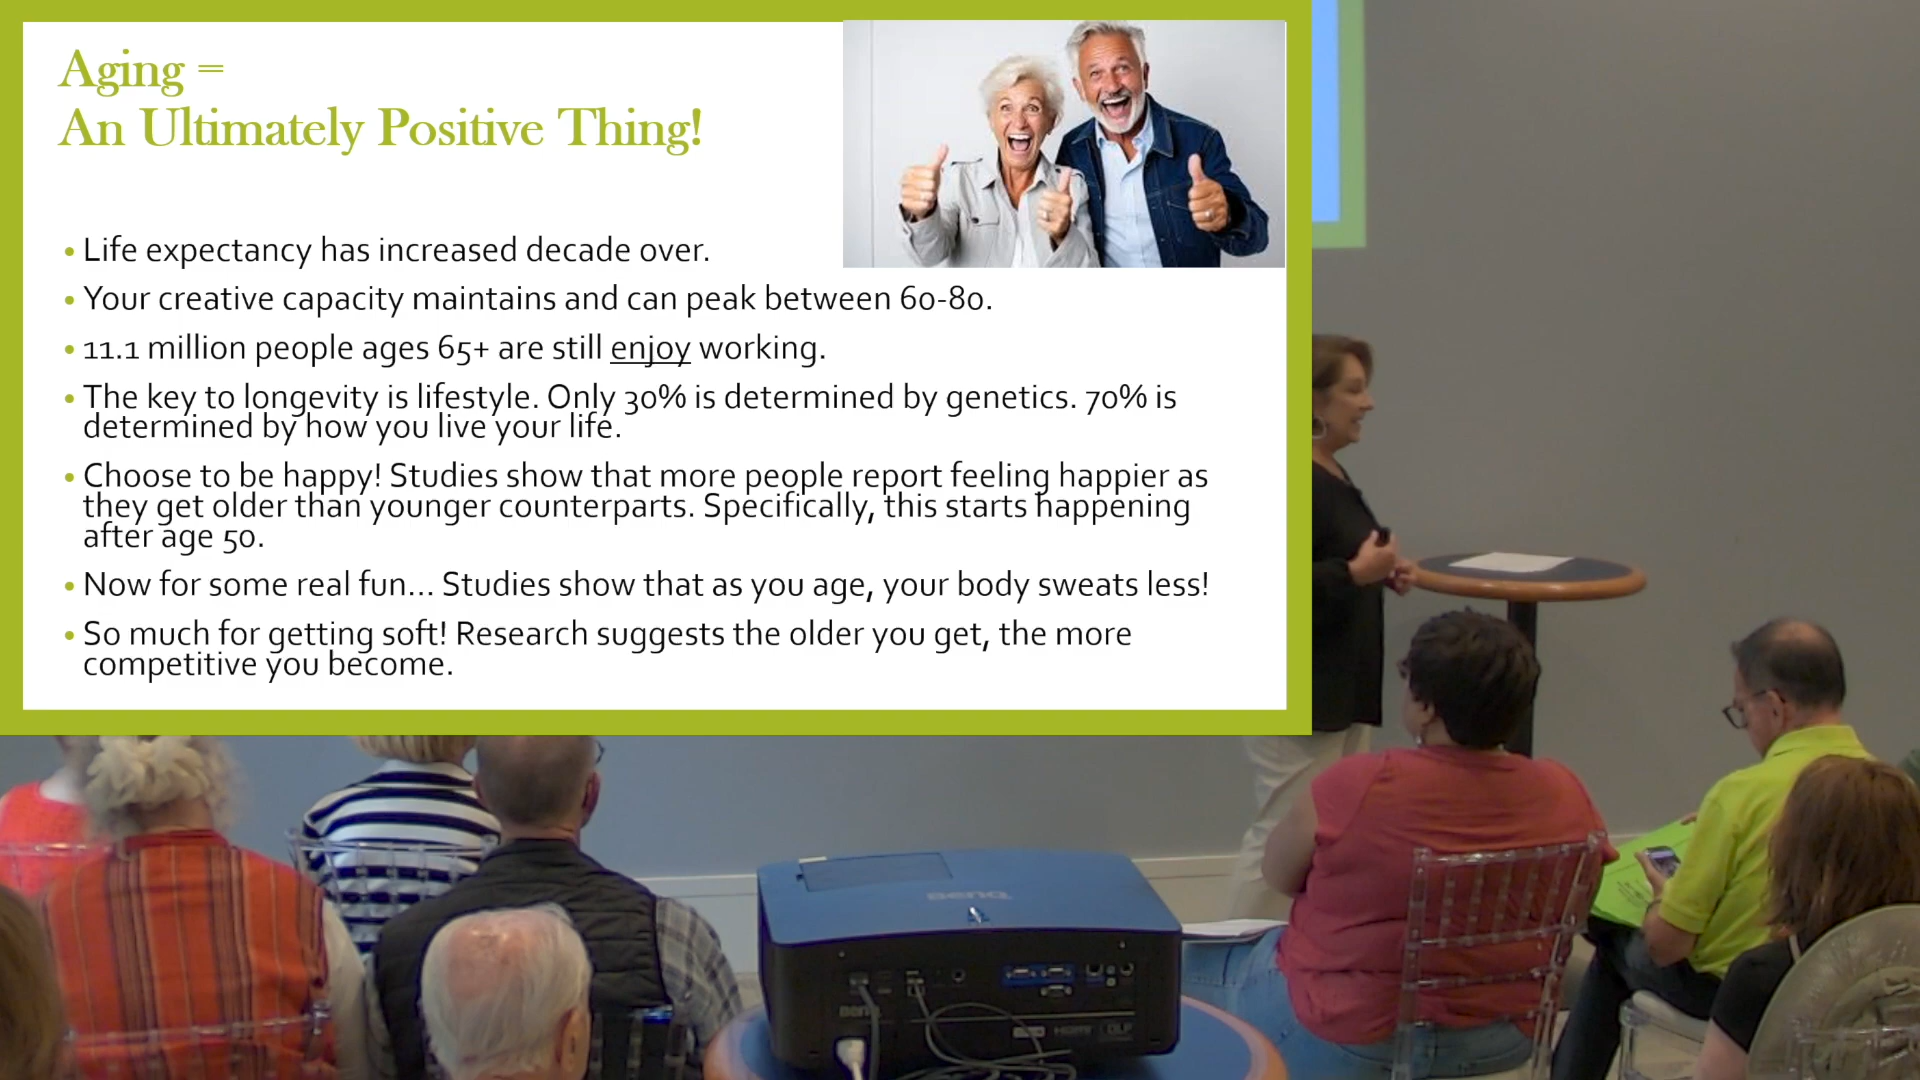 Aging =
An Ultimately Positive Thing!
• Life expectancy has increased decade over.
• Your creative capacity maintains and can peak between 60-80.
• 11.1 million people ages 65+ are still enjoy working.
• The key to longevity is lifestyle. Only 30% is determined by genetics. 70% is
determined by how you live your life.
• Choose to be happy! Studies show that more people report feeling happier as
they get older than younger counterparts. Specifically, this starts happening
after age 50.
• Now for some real fun... Studies show that as you age, your body sweats less!
• So much for getting soft! Research suggests the older you get, the more
competitive you become.
BenQ
BenQ
HDMI
DLP